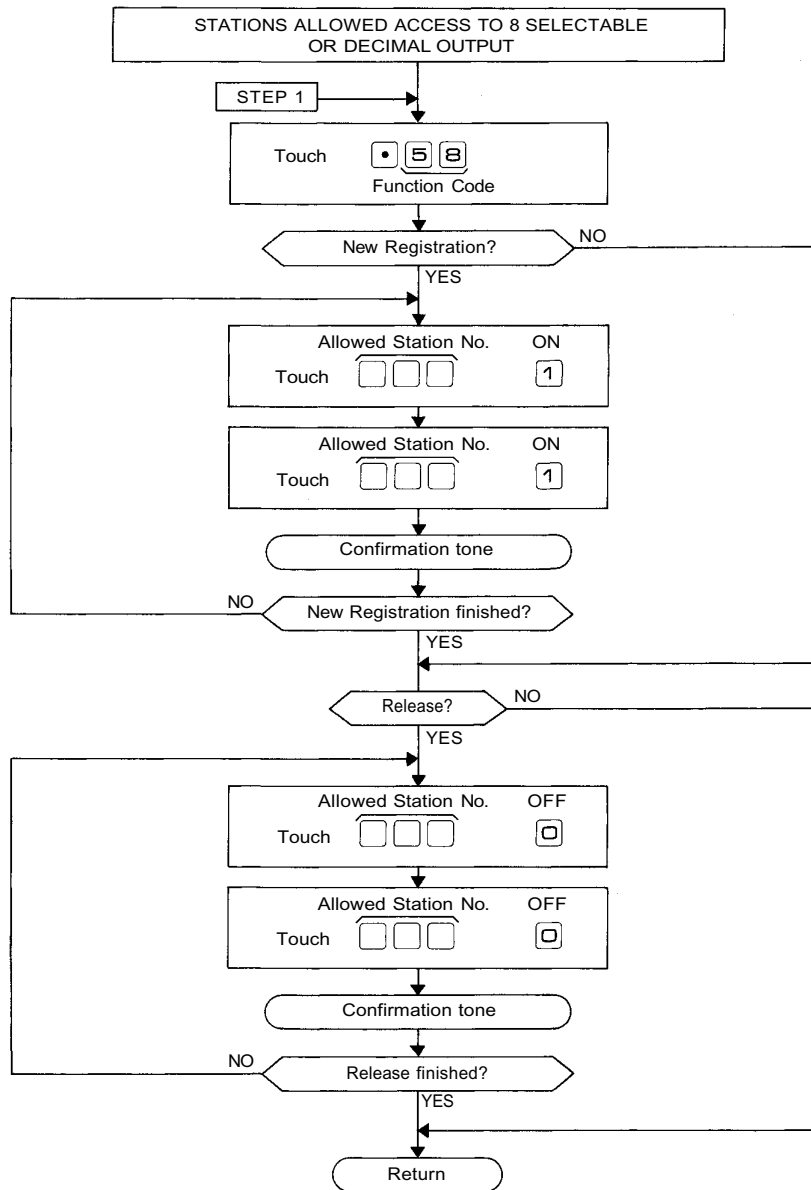 STATIONS ALLOWED ACCESS TO 8 SELECTABLE
OR DECIMAL OUTPUT
STEP 1
Touch • 5 8
Function Code
New Registration? NO
YES
Allowed Station No. ON
Touch 1
Allowed Station No. ON
Touch 1
Confirmation tone
NO New Registration finished?
YES
Release? NO
YES
Allowed Station No. OFF
Touch 0
Allowed Station No. OFF
Touch 0
Confirmation tone
NO Release finished?
YES
Return